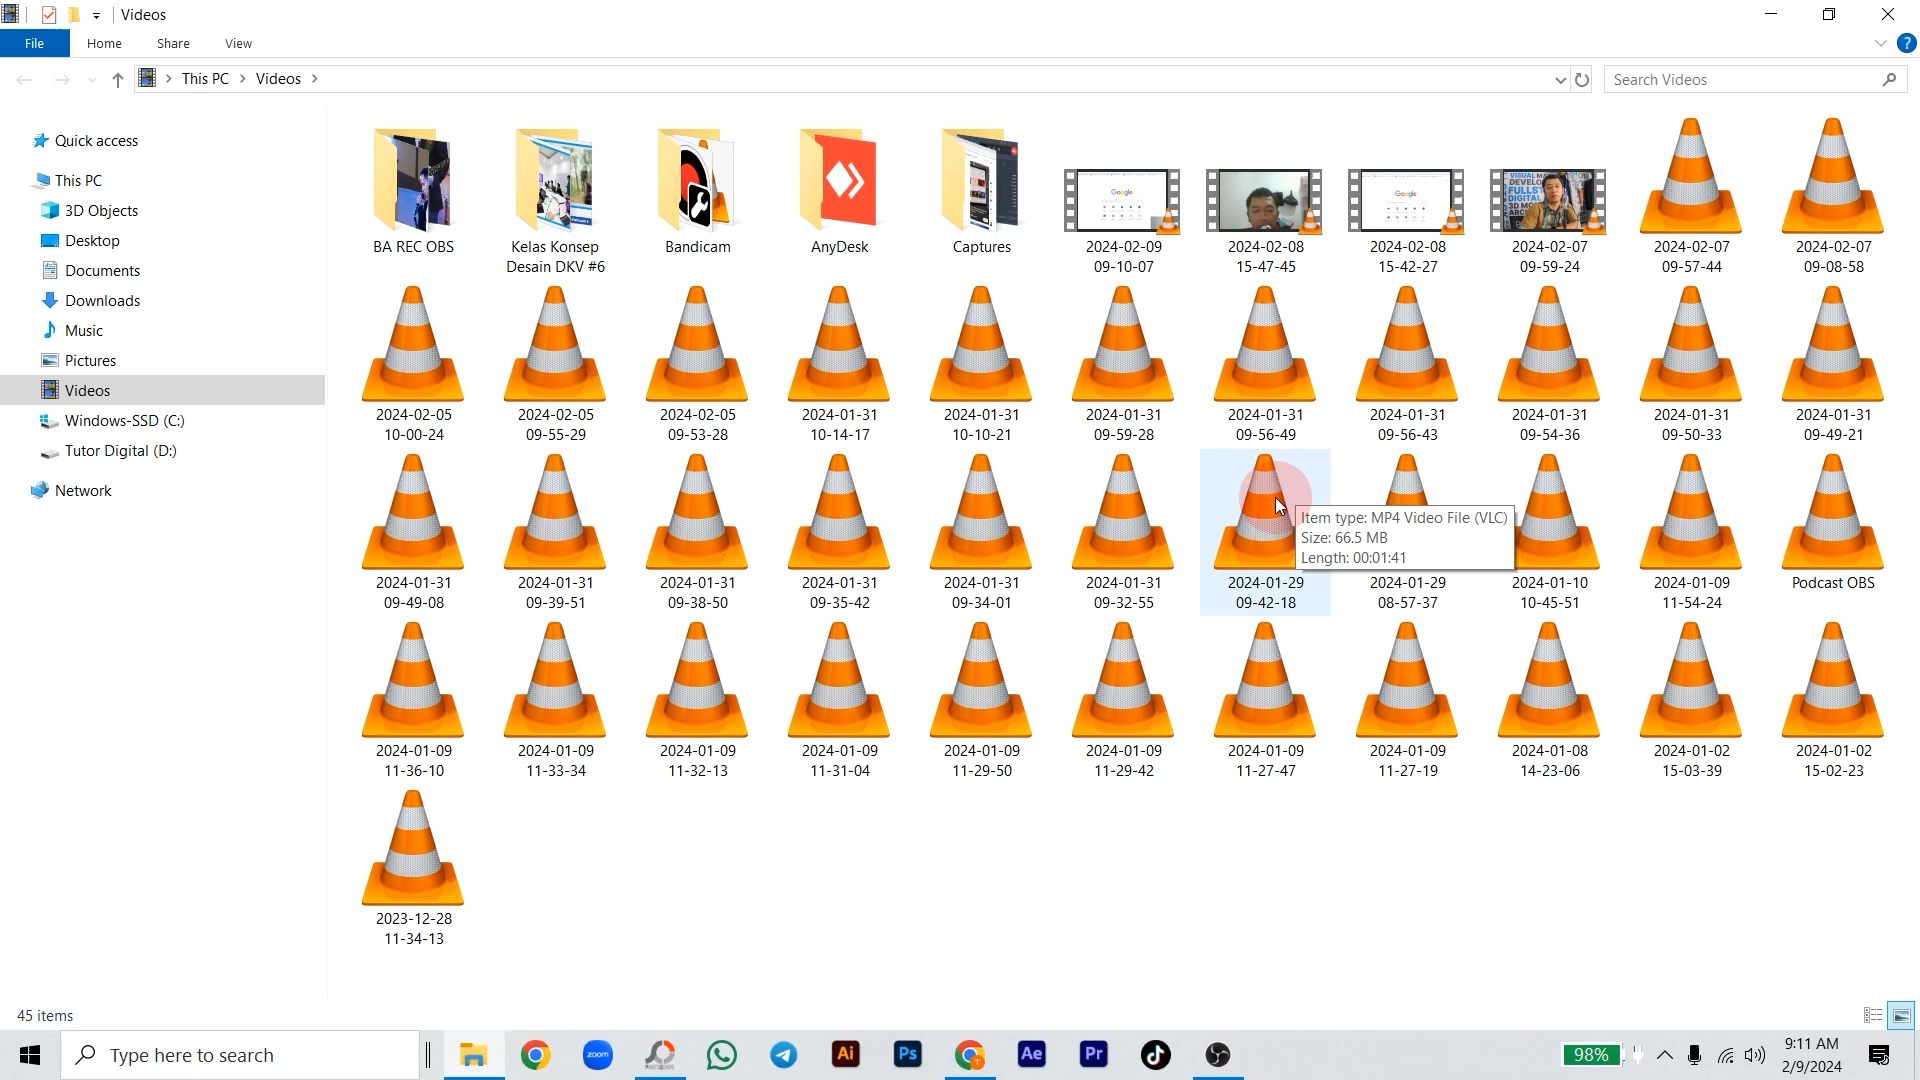 Videos
File
Home
Share
View
This PC
Videos
Search Videos
Quick access
This PC
3D Objects
Desktop
Documents
Downloads
Music
Pictures
Videos
Windows-SSD (C:)
Tutor Digital (D:)
Network
BA REC OBS
Kelas Konsep
Desain DKV #6
Bandicam
AnyDesk
Captures
Google
2024-02-09
09-10-07
2024-02-08
15-47-45
Google
2024-02-08
15-42-27
2024-02-07
09-59-24
2024-02-07
09-57-44
2024-02-07
09-08-58
2024-02-05
10-00-24
2024-02-05
09-55-29
2024-02-05
09-53-28
2024-01-31
10-14-17
2024-01-31
10-10-21
2024-01-31
09-59-28
2024-01-31
09-56-49
2024-01-31
09-56-43
2024-01-31
09-54-36
2024-01-31
09-50-33
2024-01-31
09-49-21
2024-01-31
09-49-08
2024-01-31
09-39-51
2024-01-31
09-38-50
2024-01-31
09-35-42
2024-01-31
09-34-01
2024-01-31
09-32-55
2024-01-29
09-42-18
Item type: MP4 Video File (VLC)
Size: 66.5 MB
Length: 00:01:41
2024-01-29
08-57-37
2024-01-10
10-45-51
2024-01-09
11-54-24
Podcast OBS
2024-01-09
11-36-10
2024-01-09
11-33-34
2024-01-09
11-32-13
2024-01-09
11-31-04
2024-01-09
11-29-50
2024-01-09
11-29-42
2024-01-09
11-27-47
2024-01-09
11-27-19
2024-01-08
14-23-06
2024-01-02
15-03-39
2024-01-02
15-02-23
2023-12-28
11-34-13
45 items
Type here to search
zoom
Ai
Ps
Ae
Pr
98%
9:11 AM
2/9/2024